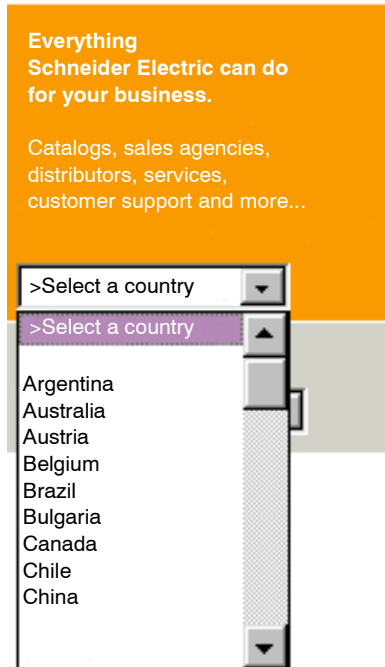 Everything
Schneider Electric can do
for your business.
Catalogs, sales agencies,
distributors, services,
customer support and more...
>Select a country
>Select a country
Argentina
Australia
Austria
Belgium
Brazil
Bulgaria
Canada
Chile
China